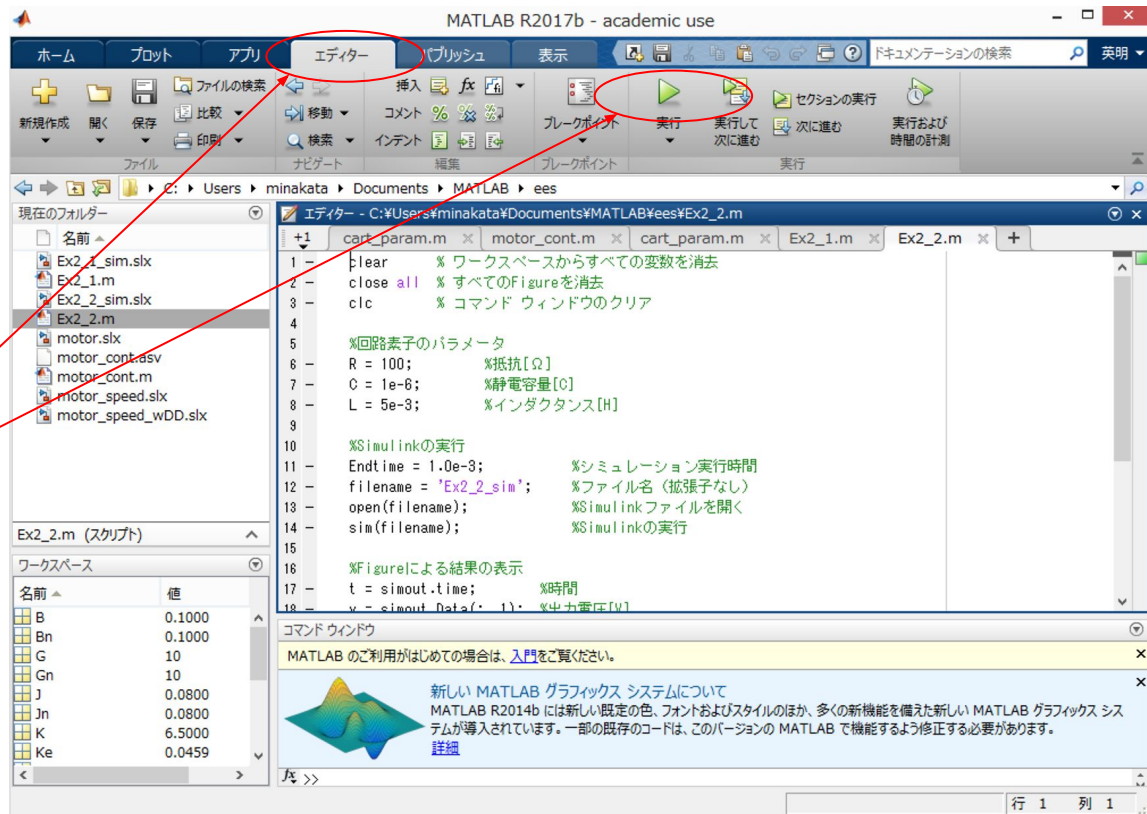 MATLAB R2017b - academic use
ホーム プロット アプリ エディター パブリッシュ 表示 ドキュメンテーションの検索 英明
新規作成 開く 保存 ファイルの検索 比較 印刷 移動 検索 挿入 fx コメント インデント ブレークポイント 実行 実行して次に進む セクションの実行 次に進む 実行および時間の計測
ファイル ナビゲート 編集 ブレークポイント 実行
C: ▸ Users ▸ minakata ▸ Documents ▸ MATLAB ▸ ees
現在のフォルダー
名前
Ex2_1_sim.slx
Ex2_1.m
Ex2_2_sim.slx
Ex2_2.m
motor.slx
motor_cont.asv
motor_cont.m
motor_speed.slx
motor_speed_wDD.slx
Ex2_2.m (スクリプト)
ワークスペース
名前 値
B 0.1000
Bn 0.1000
G 10
Gn 10
J 0.0800
Jn 0.0800
K 6.5000
Ke 0.0459
エディター - C:¥Users¥minakata¥Documents¥MATLAB¥ees¥Ex2_2.m
+1 cart_param.m motor_cont.m cart_param.m Ex2_1.m Ex2_2.m +
1 － clear % ワークスペースからすべての変数を消去
2 － close all % すべてのFigureを消去
3 － clc % コマンド ウィンドウのクリア
4
5 %回路素子のパラメータ
6 － R = 100; %抵抗[Ω]
7 － C = 1e-6; %静電容量[C]
8 － L = 5e-3; %インダクタンス[H]
9
10 %Simulinkの実行
11 － Endtime = 1.0e-3; %シミュレーション実行時間
12 － filename = 'Ex2_2_sim'; %ファイル名（拡張子なし）
13 － open(filename); %Simulinkファイルを開く
14 － sim(filename); %Simulinkの実行
15
16 %Figureによる結果の表示
17 － t = simout.time; %時間
18 － v = simout.Data(:, 1); %出力電圧[V]
コマンド ウィンドウ
MATLAB のご利用がはじめての場合は、入門をご覧ください。
新しい MATLAB グラフィックス システムについて
MATLAB R2014b には新しい既定の色、フォントおよびスタイルのほか、多くの新機能を備えた新しい MATLAB グラフィックス シス
テムが導入されています。一部の既存のコードは、このバージョンの MATLAB で機能するよう修正する必要があります。
詳細
fx >>
行 1 列 1